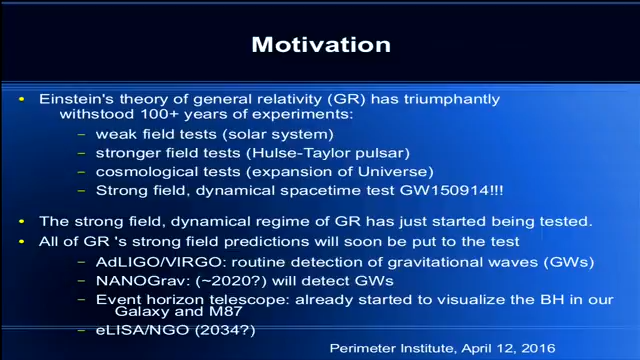 Motivation
• Einstein's theory of general relativity (GR) has triumphantly
withstood 100+ years of experiments:
– weak field tests (solar system)
– stronger field tests (Hulse-Taylor pulsar)
– cosmological tests (expansion of Universe)
– Strong field, dynamical spacetime test GW150914!!!
• The strong field, dynamical regime of GR has just started being tested.
• All of GR 's strong field predictions will soon be put to the test
– AdLIGO/VIRGO: routine detection of gravitational waves (GWs)
– NANOGrav: (~2020?) will detect GWs
– Event horizon telescope: already started to visualize the BH in our
Galaxy and M87
– eLISA/NGO (2034?)
Perimeter Institute, April 12, 2016